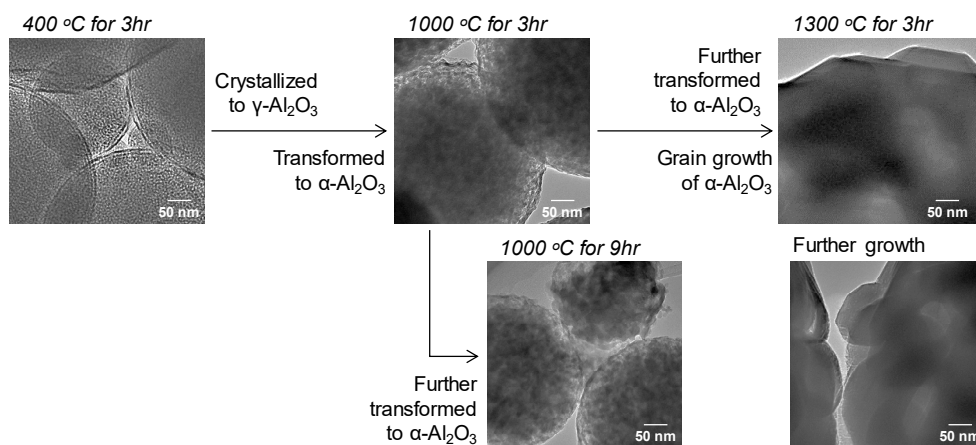 400 °C for 3hr
1000 °C for 3hr
1300 °C for 3hr
Crystallized
to γ-Al₂O₃
Transformed
to α-Al₂O₃
Further
transformed
to α-Al₂O₃
Grain growth
of α-Al₂O₃
50 nm
50 nm
50 nm
1000 °C for 9hr
Further growth
Further
transformed
to α-Al₂O₃
50 nm
50 nm